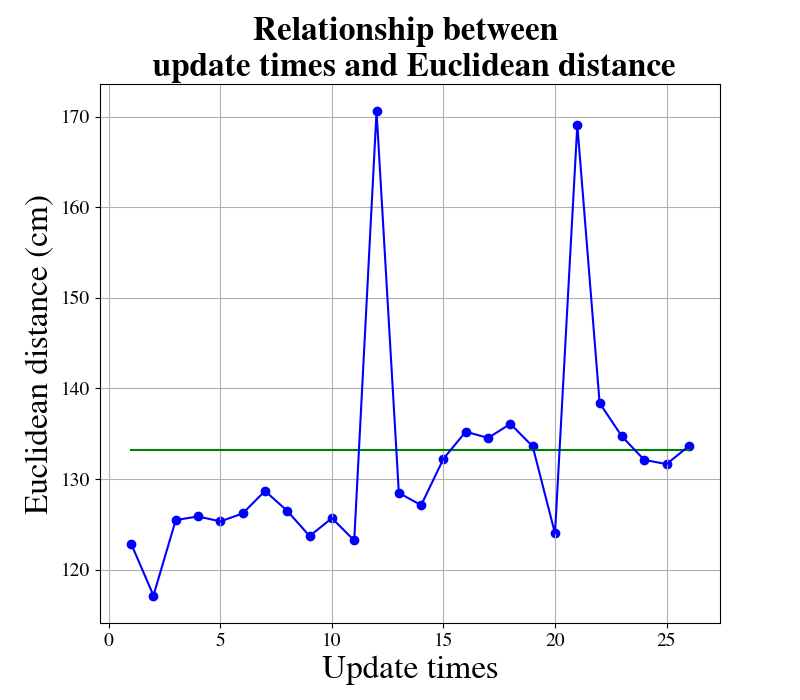 Relationship between
update times and Euclidean distance
Euclidean distance (cm)
170
160
150
140
130
120
0 5 10 15 20 25
Update times